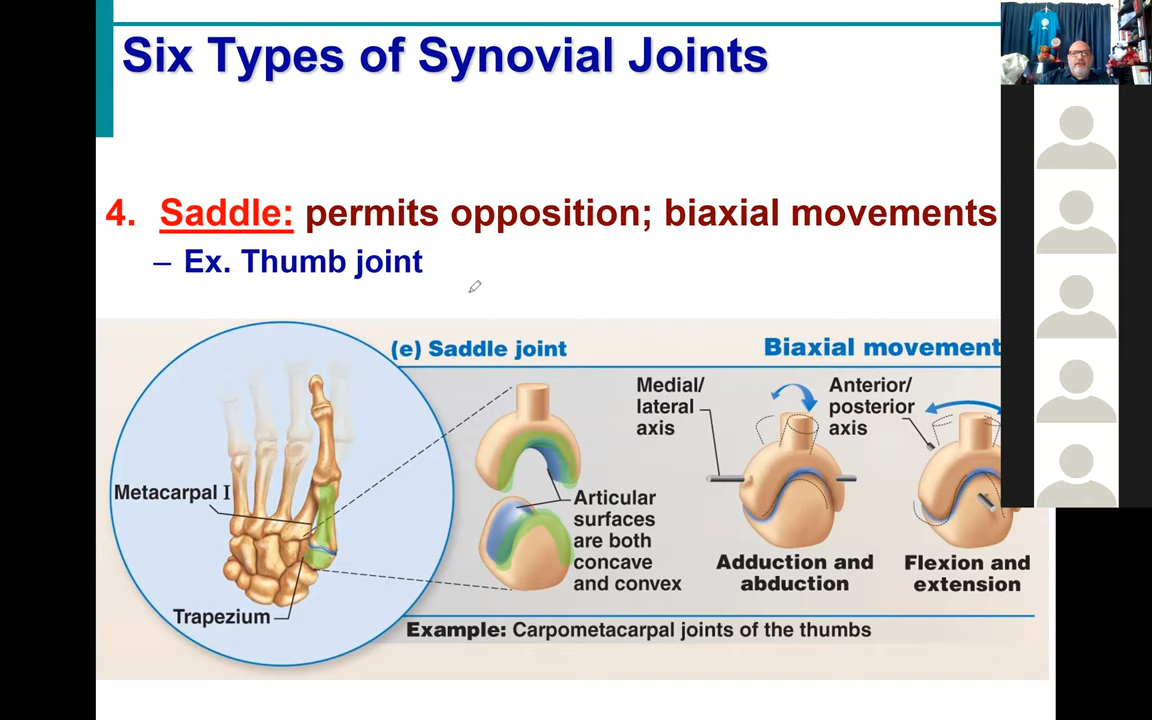 Six Types of Synovial Joints
4. Saddle: permits opposition; biaxial movements
– Ex. Thumb joint
(e) Saddle joint
Biaxial movement
Medial/
lateral
axis
Anterior/
posterior
axis
Metacarpal I
Articular
surfaces
are both
concave
and convex
Adduction and
abduction
Flexion and
extension
Trapezium
Example: Carpometacarpal joints of the thumbs